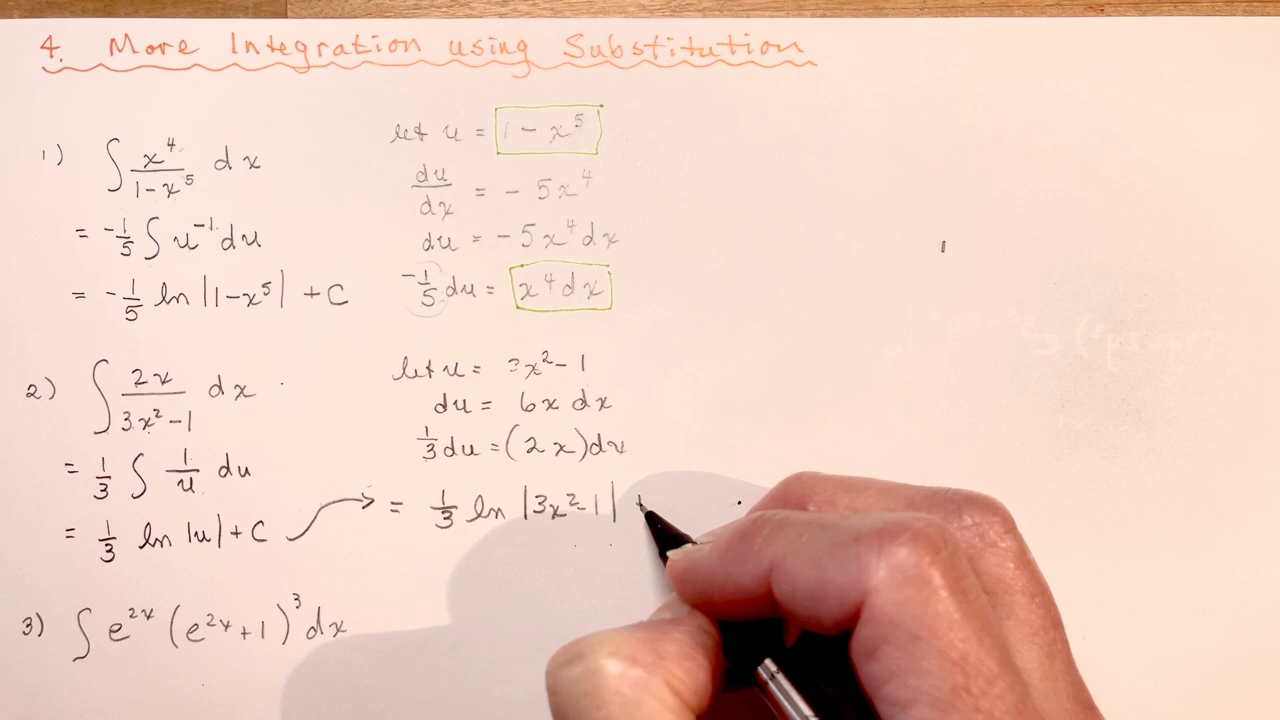 4. More Integration using Substitution
1) ∫ x⁴/(1-x⁵) dx
let u = 1 - x⁵
du/dx = - 5x⁴
= -1/5 ∫ u⁻¹ du
du = - 5x⁴ dx
= -1/5 ln |1-x⁵| + C
-1/5 du = x⁴ dx
2) ∫ 2x/(3x²-1) dx
let u = 3x² - 1
du = 6x dx
1/3 du = (2x) dx
= 1/3 ∫ 1/u du
= 1/3 ln |u| + C
= 1/3 ln |3x²-1| +
3) ∫ e²ˣ (e²ˣ + 1)³ dx